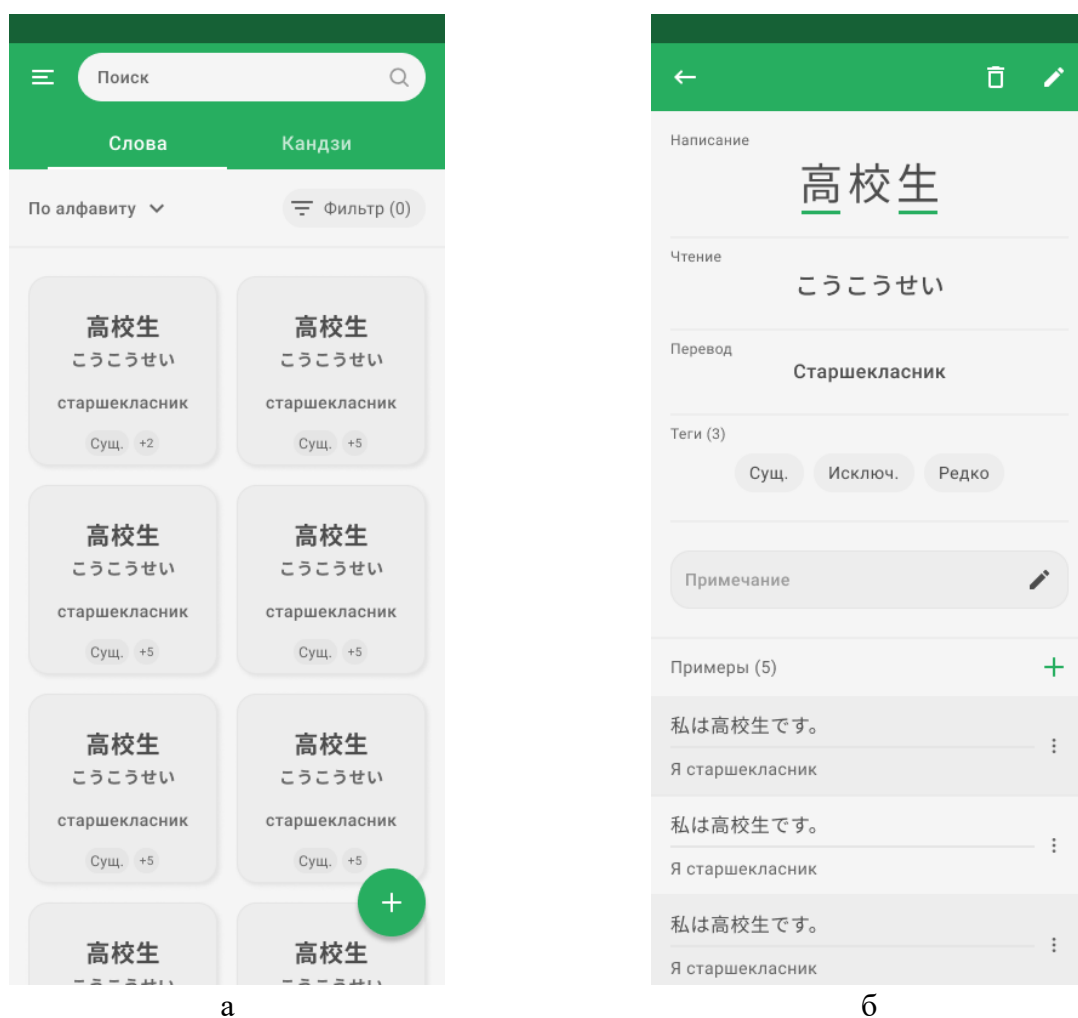 Поиск
Слова Кандзи
По алфавиту Фильтр (0)
高校生 高校生
こうこうせい こうこうせい
старшекласник старшекласник
Сущ. +2 Сущ. +5
高校生 高校生
こうこうせい こうこうせい
старшекласник старшекласник
Сущ. +5 Сущ. +5
高校生 高校生
こうこうせい こうこうせい
старшекласник старшекласник
Сущ. +5 Сущ. +5
高校生 高校生
а
Написание
高校生
Чтение
こうこうせい
Перевод
Старшекласник
Теги (3)
Сущ. Исключ. Редко
Примечание
Примеры (5)
私は高校生です。
Я старшекласник
私は高校生です。
Я старшекласник
私は高校生です。
Я старшекласник
б